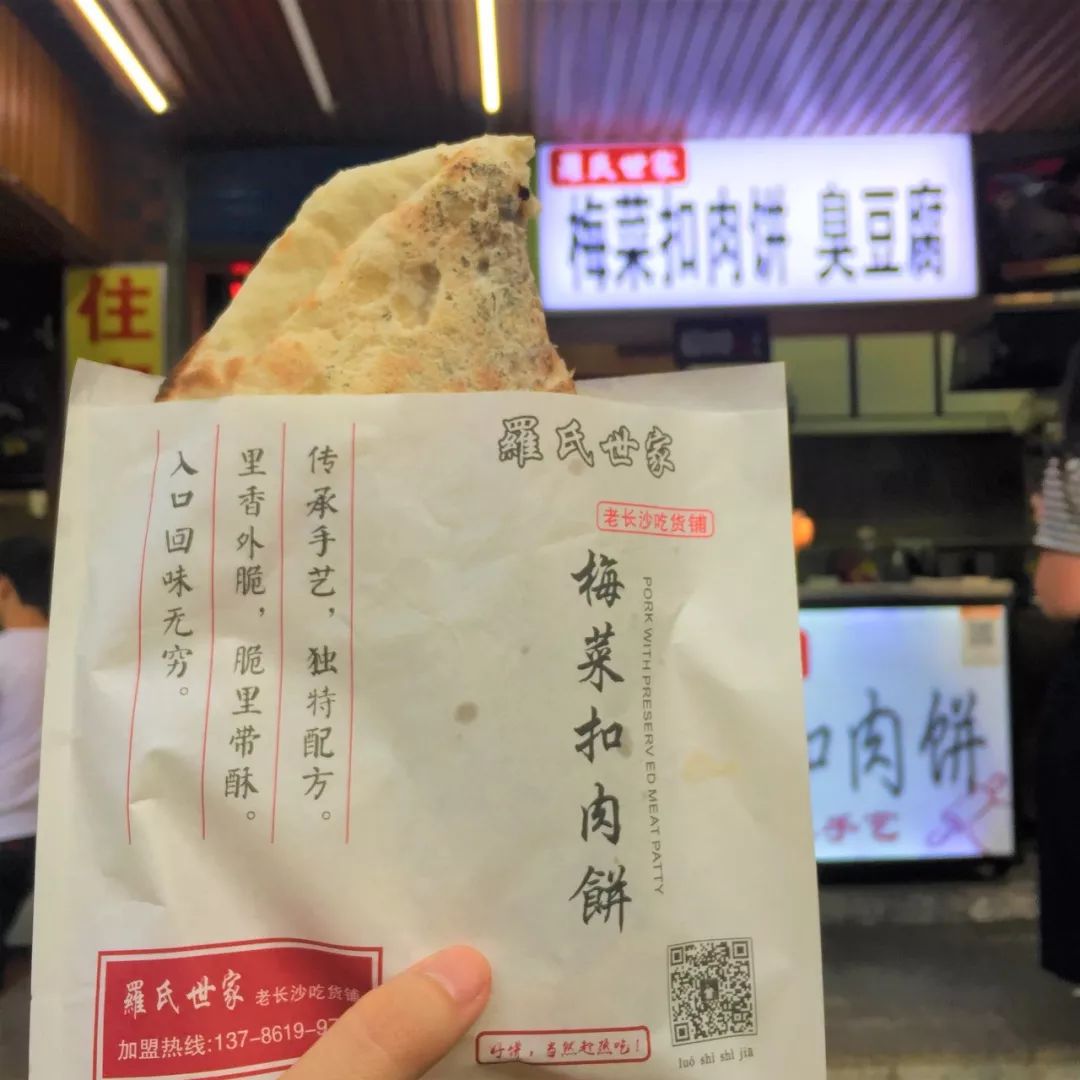 羅氏世家
梅菜扣肉饼 臭豆腐
住
羅氏世家
老长沙吃货铺
梅菜扣肉餅
PORK WITH PRESERV ED MEAT PATTY
传承手艺，独特配方。
里香外脆，脆里带酥。
入口回味无穷。
羅氏世家 老长沙吃货铺
加盟热线:137-8619-97
好饼，当然趁热吃！
luó shì shì jiā
扣肉饼
手艺